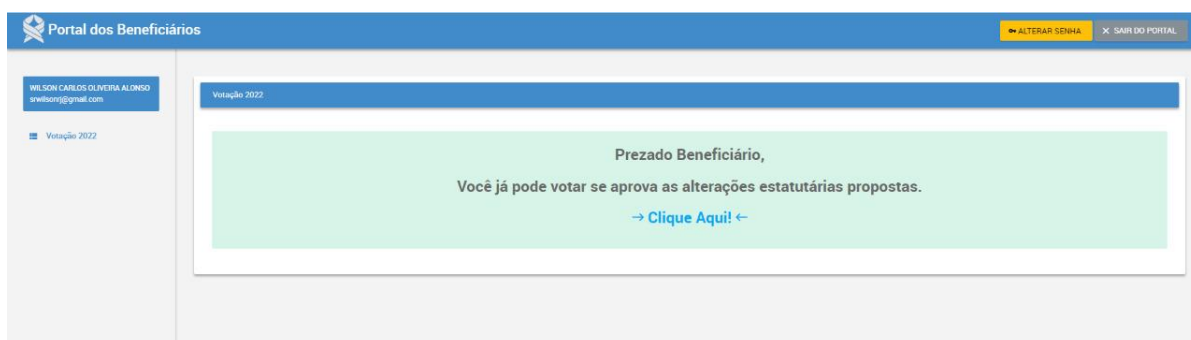 Portal dos Beneficiários
ALTERAR SENHA
SAIR DO PORTAL
WILSON CARLOS OLIVEIRA ALONSO
srwilsonrj@gmail.com
Votação 2022
Votação 2022
Prezado Beneficiário,
Você já pode votar se aprova as alterações estatutárias propostas.
→ Clique Aqui! ←